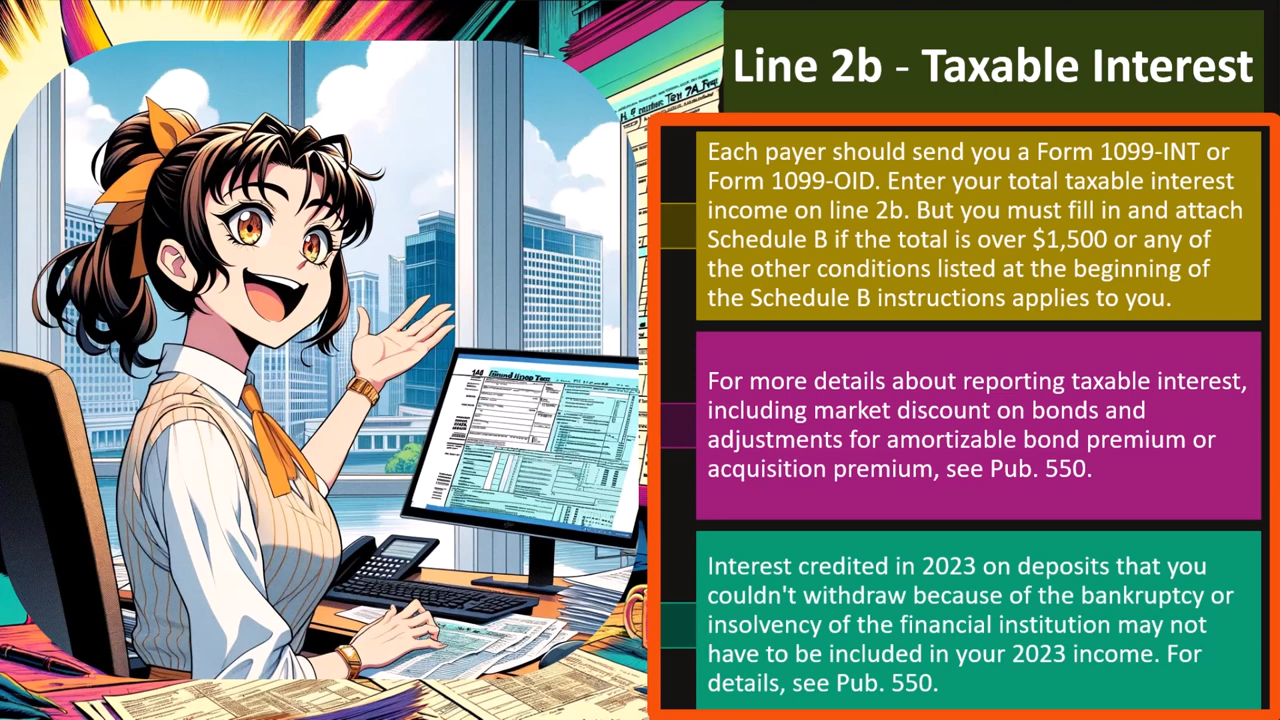 Line 2b - Taxable Interest
Each payer should send you a Form 1099-INT or
Form 1099-OID. Enter your total taxable interest
income on line 2b. But you must fill in and attach
Schedule B if the total is over $1,500 or any of
the other conditions listed at the beginning of
the Schedule B instructions applies to you.
For more details about reporting taxable interest,
including market discount on bonds and
adjustments for amortizable bond premium or
acquisition premium, see Pub. 550.
Interest credited in 2023 on deposits that you
couldn't withdraw because of the bankruptcy or
insolvency of the financial institution may not
have to be included in your 2023 income. For
details, see Pub. 550.